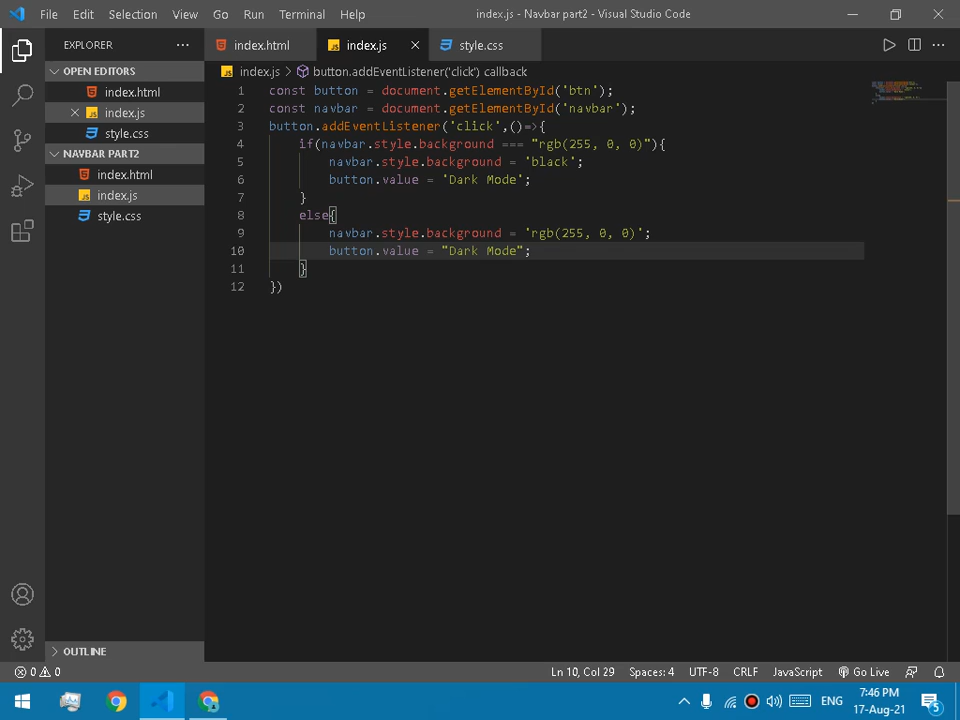 File Edit Selection View Go Run Terminal Help index.js - Navbar part2 - Visual Studio Code
EXPLORER
index.html index.js style.css
OPEN EDITORS
index.html
index.js
style.css
NAVBAR PART2
index.html
index.js
style.css
OUTLINE
index.js > button.addEventListener('click') callback
1 const button = document.getElementById('btn');
2 const navbar = document.getElementById('navbar');
3 button.addEventListener('click',()=>{
4     if(navbar.style.background === "rgb(255, 0, 0)"){
5         navbar.style.background = 'black';
6         button.value = 'Dark Mode';
7     }
8     else{
9         navbar.style.background = 'rgb(255, 0, 0)';
10         button.value = "Dark Mode";
11     }
12 })
0 0 Ln 10, Col 29 Spaces: 4 UTF-8 CRLF JavaScript Go Live
ENG 7:46 PM
17-Aug-21
5